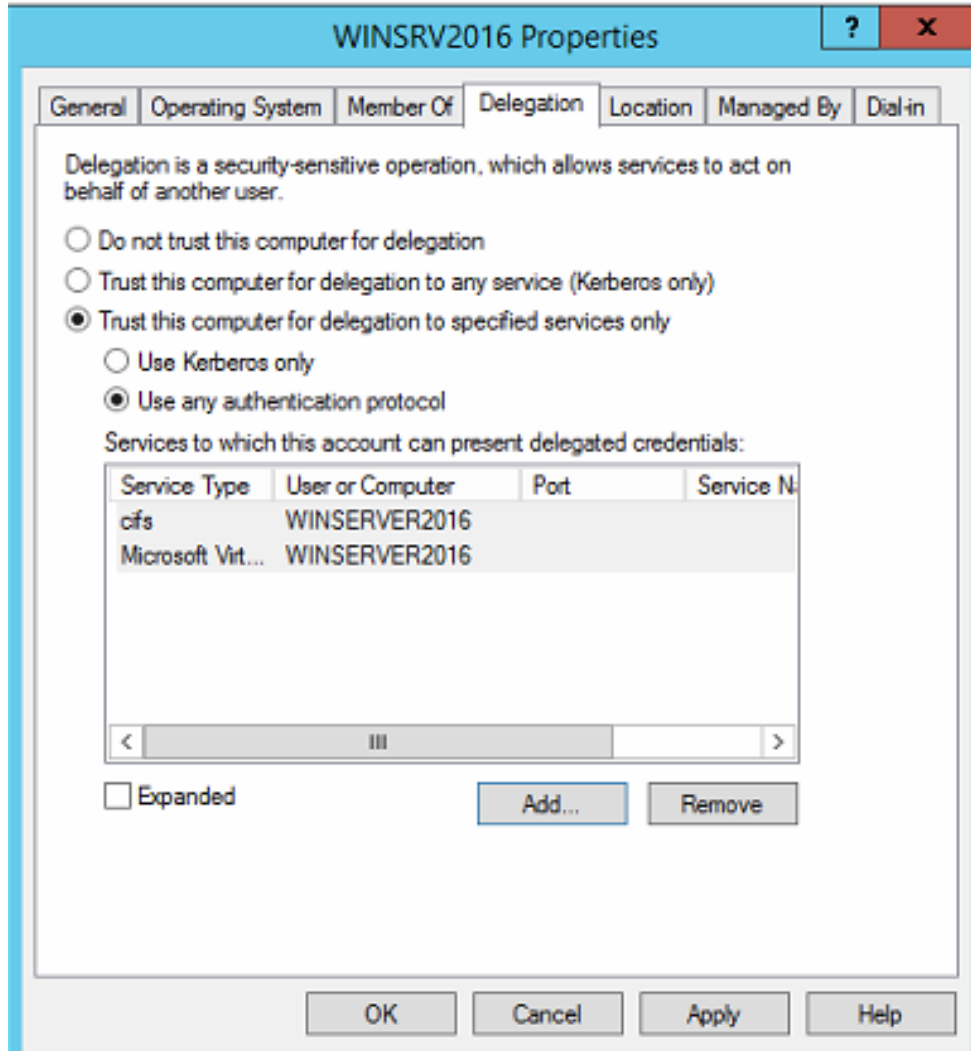 WINSRV2016 Properties
? x
General Operating System Member Of Delegation Location Managed By Dial-in
Delegation is a security-sensitive operation, which allows services to act on
behalf of another user.
Do not trust this computer for delegation
Trust this computer for delegation to any service (Kerberos only)
Trust this computer for delegation to specified services only
Use Kerberos only
Use any authentication protocol
Services to which this account can present delegated credentials:
Service Type User or Computer Port Service Na
cifs WINSERVER2016
Microsoft Virt... WINSERVER2016
Expanded Add... Remove
OK Cancel Apply Help